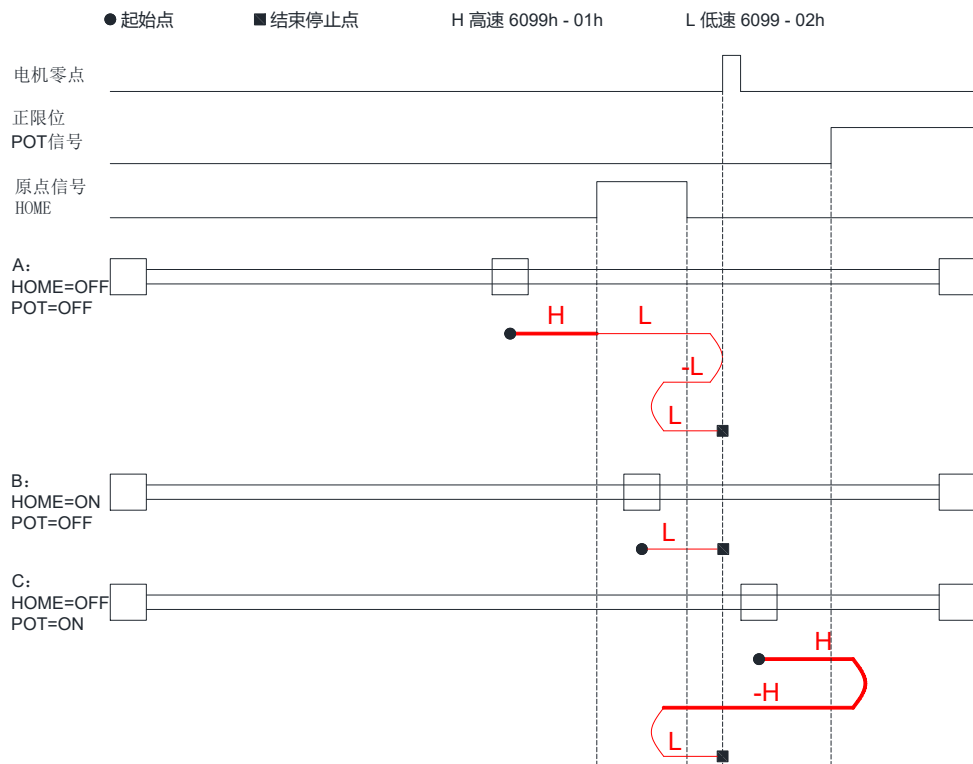 起始点 结束停止点 H 高速 6099h - 01h L 低速 6099 - 02h
电机零点
正限位
POT信号
原点信号
HOME
A:
HOME=OFF
POT=OFF
H L
-L
L
B:
HOME=ON
POT=OFF
L
C:
HOME=OFF
POT=ON
H
-H
L